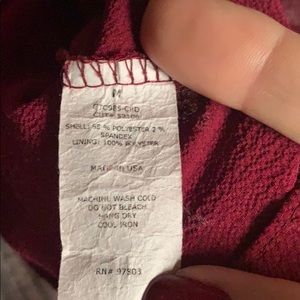 M
SHELL: 98 % POLYESTER 2 %
SPANDEX
LINING: 100% POLYESTER
MADE IN USA
MACHINE WASH COLD
DO NOT BLEACH
HANG DRY
COOL IRON
RN# 97803